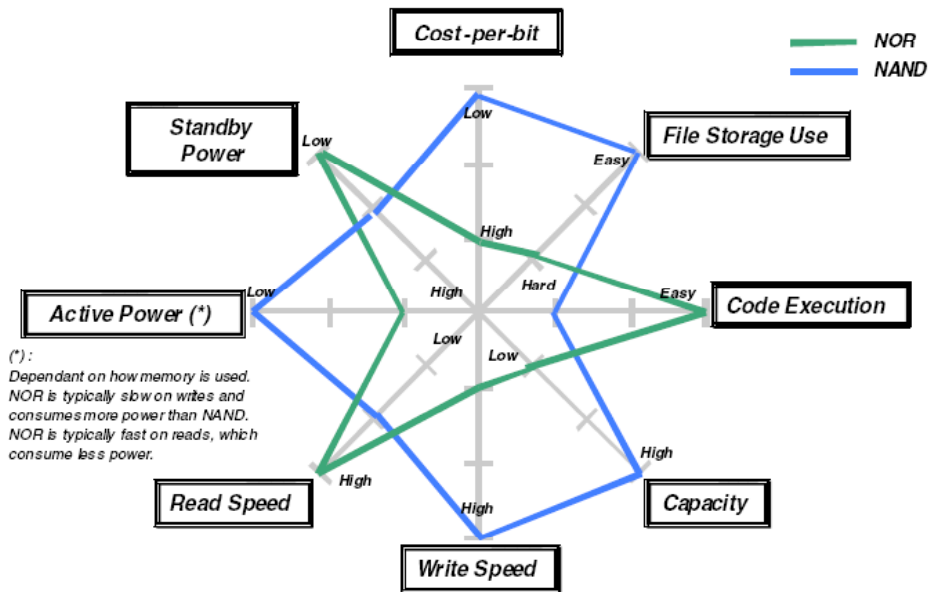 Cost-per-bit
NOR
NAND
Low
Standby
Power
Low
File Storage Use
Easy
High
Low
High
Hard
Easy
Active Power (*)
Code Execution
Low
Low
(*) :
Dependant on how memory is used.
NOR is typically slow on writes and
consumes more power than NAND.
NOR is typically fast on reads, which
consume less power.
High
High
High
Read Speed
Capacity
Write Speed